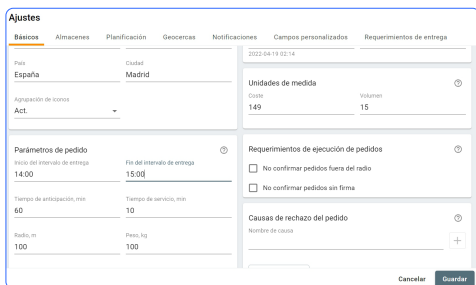 Ajustes
Básicos Almacenes Planificación Geocercas Notificaciones Campos personalizados Requerimientos de entrega
2022-04-19 02:14
País Ciudad
España Madrid
Agrupación de iconos
Act.
Unidades de medida
Coste Volumen
149 15
Parámetros de pedido
Inicio del intervalo de entrega Fin del intervalo de entrega
14:00 15:00
Tiempo de anticipación, min Tiempo de servicio, min
60 10
Radio, m Peso, kg
100 100
Requerimientos de ejecución de pedidos
No confirmar pedidos fuera del radio
No confirmar pedidos sin firma
Causas de rechazo del pedido
Nombre de causa
Cancelar Guardar